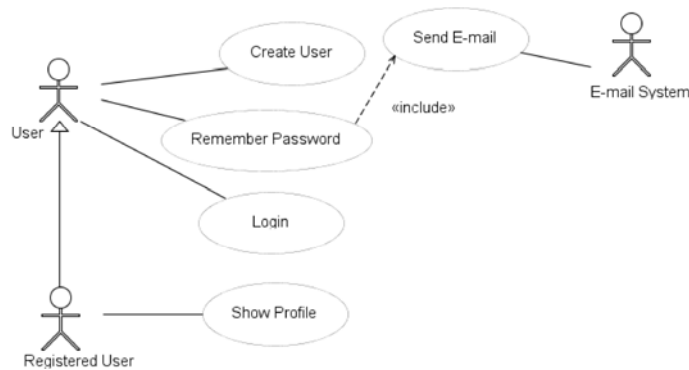 Send E-mail
Create User
E-mail System
«include»
User
Remember Password
Login
Show Profile
Registered User